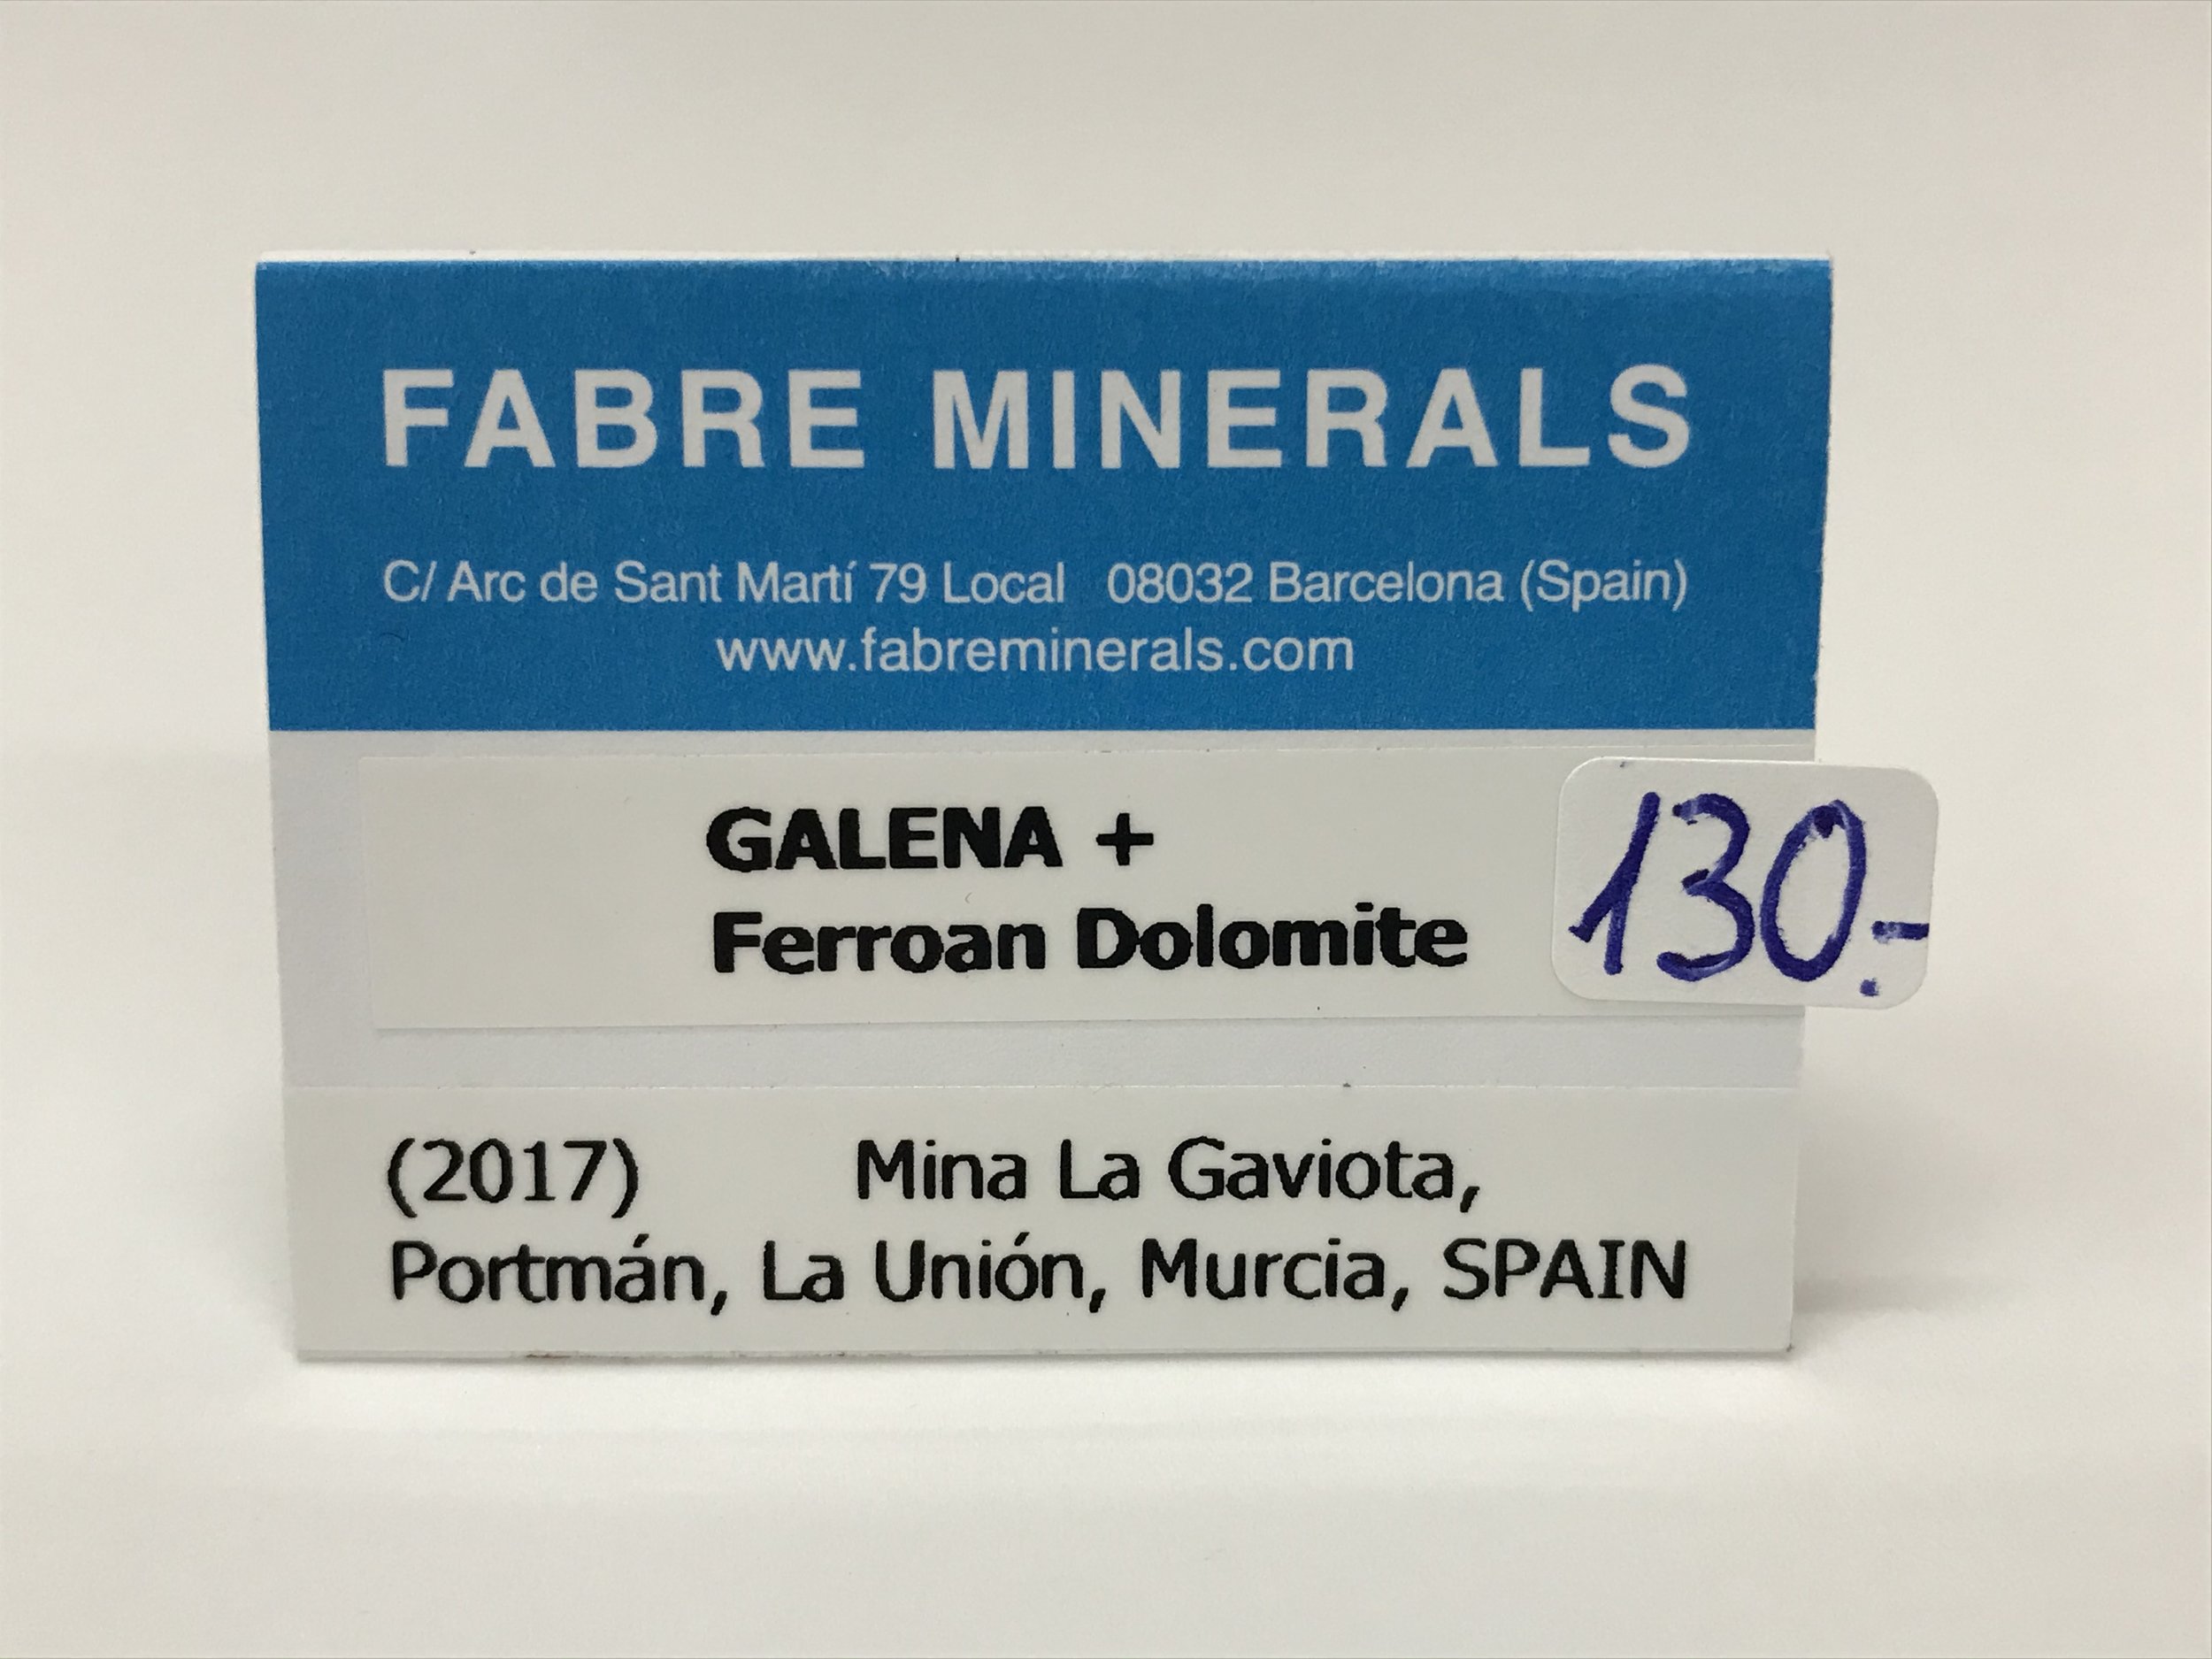 FABRE MINERALS
C/ Arc de Sant Martí 79 Local 08032 Barcelona (Spain)
www.fabreminerals.com
GALENA +
Ferroan Dolomite
130.-
(2017) Mina La Gaviota,
Portmán, La Unión, Murcia, SPAIN